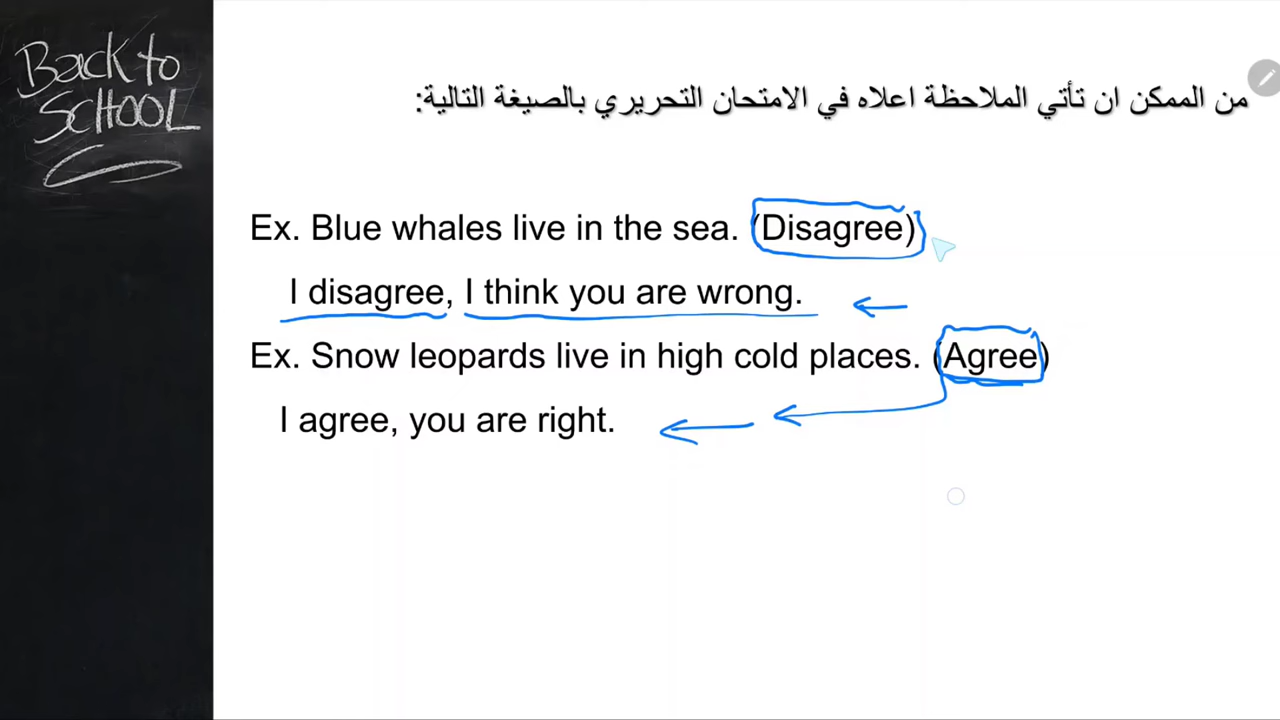 Back to
SCHOOL
من الممكن ان تأتي الملاحظة اعلاه في الامتحان التحريري بالصيغة التالية:
Ex. Blue whales live in the sea. (Disagree)
I disagree, I think you are wrong.
Ex. Snow leopards live in high cold places. (Agree)
I agree, you are right.